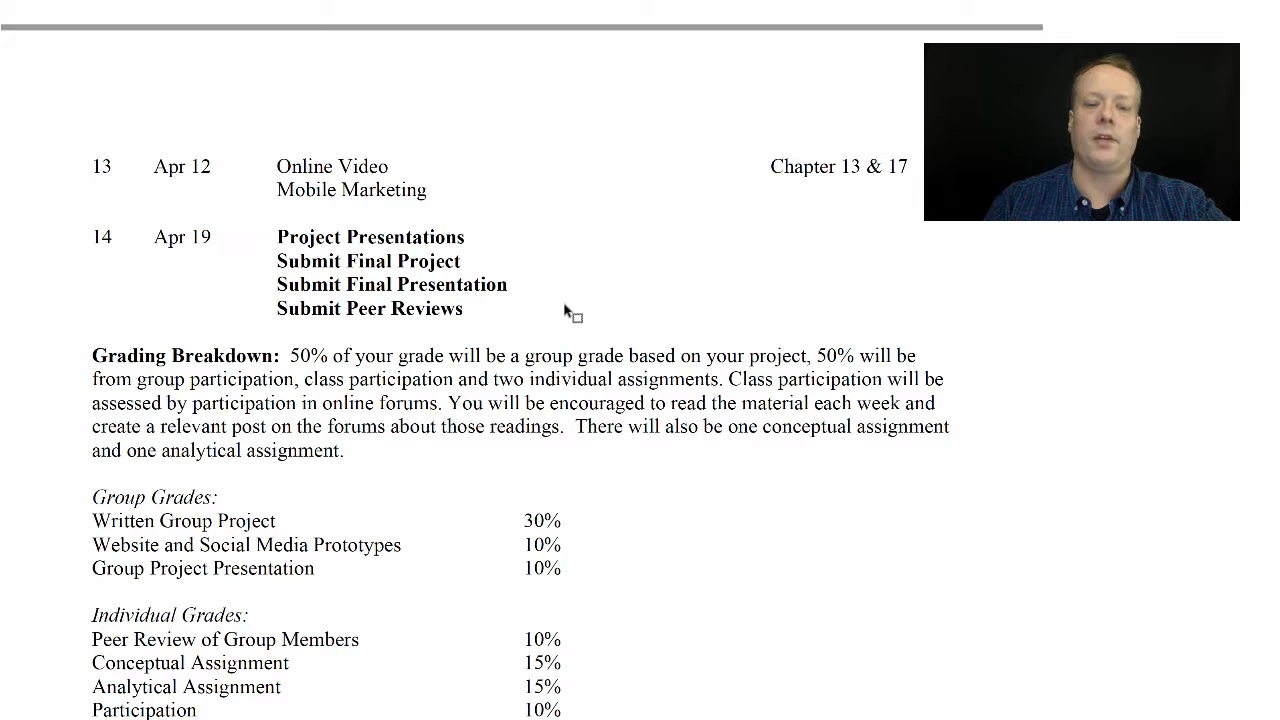 13 Apr 12 Online Video Chapter 13 & 17
Mobile Marketing
14 Apr 19 Project Presentations
Submit Final Project
Submit Final Presentation
Submit Peer Reviews
Grading Breakdown: 50% of your grade will be a group grade based on your project, 50% will be
from group participation, class participation and two individual assignments. Class participation will be
assessed by participation in online forums. You will be encouraged to read the material each week and
create a relevant post on the forums about those readings. There will also be one conceptual assignment
and one analytical assignment.
Group Grades:
Written Group Project 30%
Website and Social Media Prototypes 10%
Group Project Presentation 10%
Individual Grades:
Peer Review of Group Members 10%
Conceptual Assignment 15%
Analytical Assignment 15%
Participation 10%